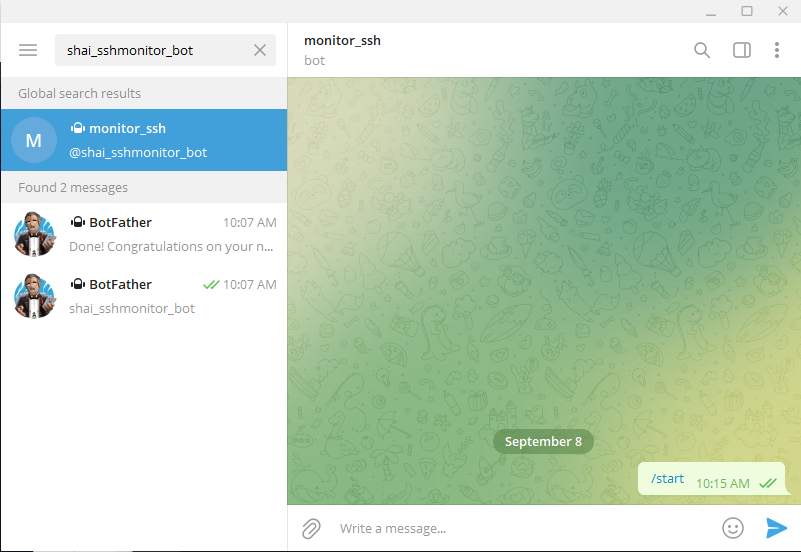 shai_sshmonitor_bot
Global search results
M
monitor_ssh
@shai_sshmonitor_bot
Found 2 messages
BotFather 10:07 AM
Done! Congratulations on your n...
BotFather 10:07 AM
shai_sshmonitor_bot
monitor_ssh
bot
September 8
/start 10:15 AM
Write a message...